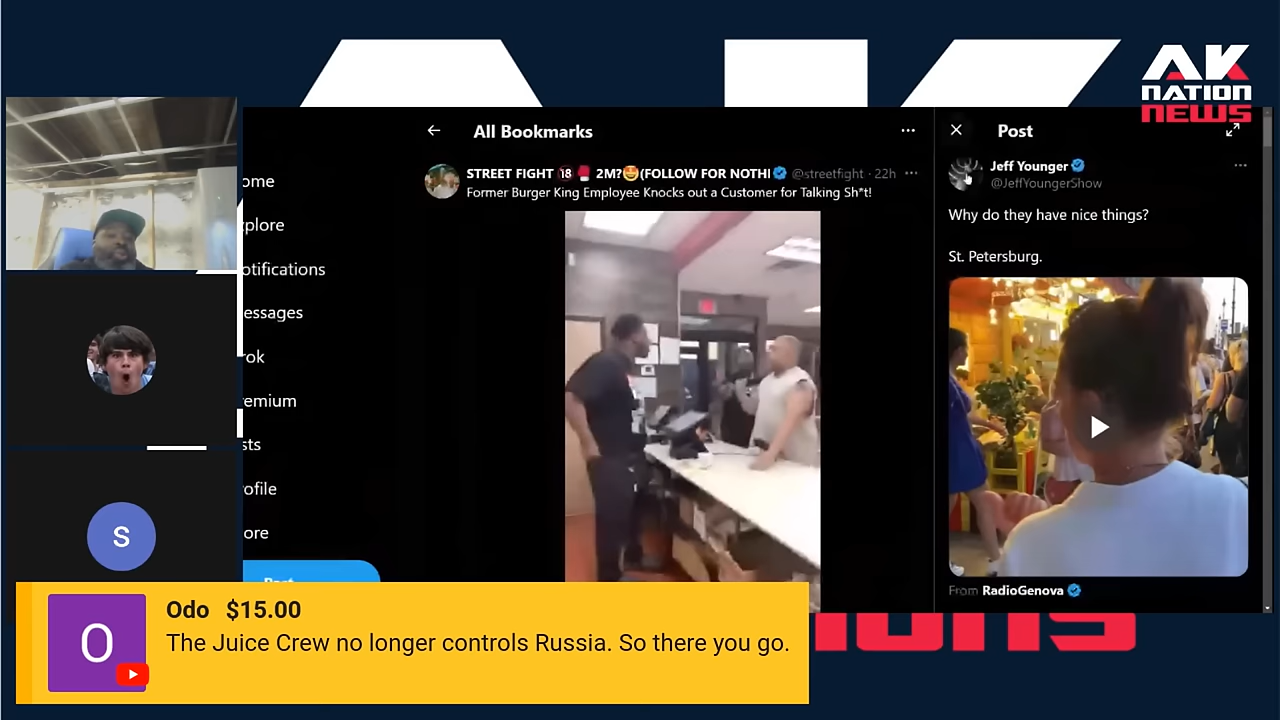 AK
NATION
NEWS
All Bookmarks
Post
ome
xplore
otifications
essages
ok
emium
sts
ofile
ore
STREET FIGHT 🔞🥊 2M?🤩(FOLLOW FOR NOTHI @streetfight · 22h
Former Burger King Employee Knocks out a Customer for Talking Sh*t!
Jeff Younger
@JeffYoungerShow
Why do they have nice things?
St. Petersburg.
From RadioGenova
S
O
Odo $15.00
The Juice Crew no longer controls Russia. So there you go.